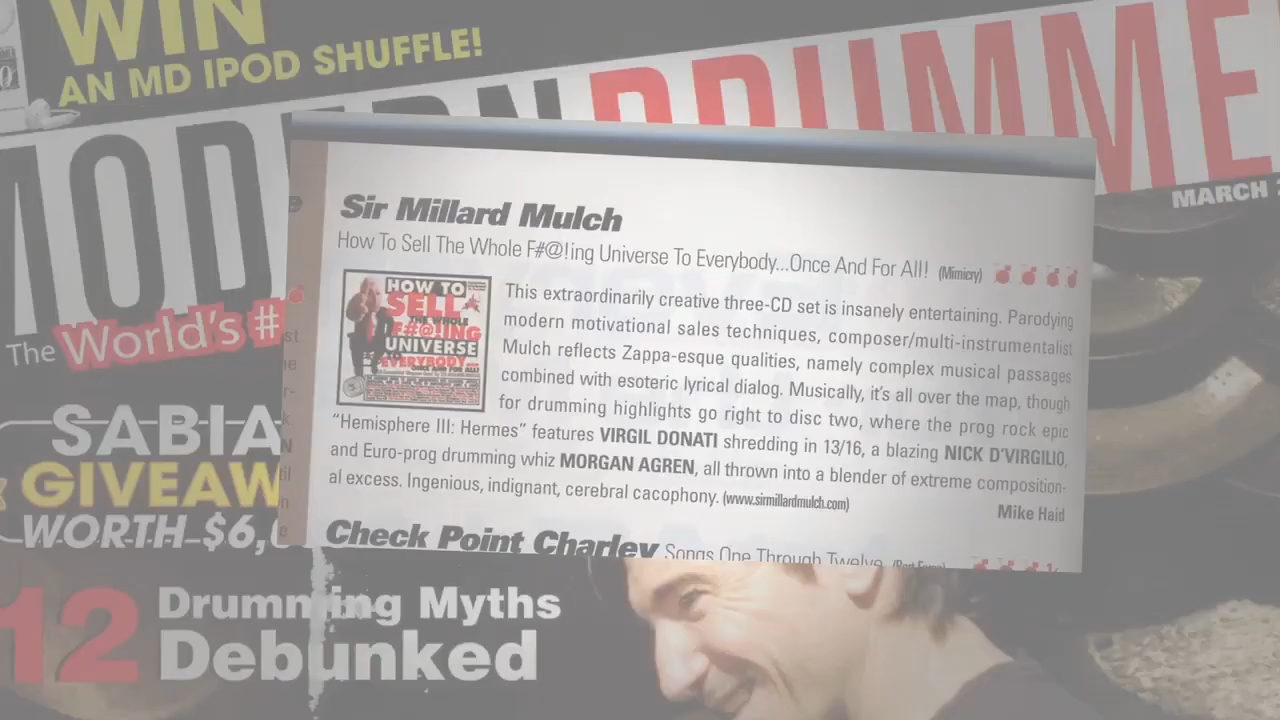 WIN
AN MD IPOD SHUFFLE!
MARCH
The World's #
SABIA
GIVEAW
WORTH $6,0
12 Drumming Myths
Debunked
Sir Millard Mulch
How To Sell The Whole F#@!ing Universe To Everybody...Once And For All! (Mimicry)
HOW TO
SELL
THE WHOLE
F#@!ING
UNIVERSE
TO EVERYBODY...
ONCE AND FOR ALL!
This extraordinarily creative three-CD set is insanely entertaining. Parodying
modern motivational sales techniques, composer/multi-instrumentalist
Mulch reflects Zappa-esque qualities, namely complex musical passages
combined with esoteric lyrical dialog. Musically, it's all over the map, though
for drumming highlights go right to disc two, where the prog rock epic
“Hemisphere III: Hermes” features VIRGIL DONATI shredding in 13/16, a blazing NICK D'VIRGILIO,
and Euro-prog drumming whiz MORGAN AGREN, all thrown into a blender of extreme composition-
al excess. Ingenious, indignant, cerebral cacophony. (www.sirmillardmulch.com)
Mike Haid
Check Point Charley Songs One Through Twelve